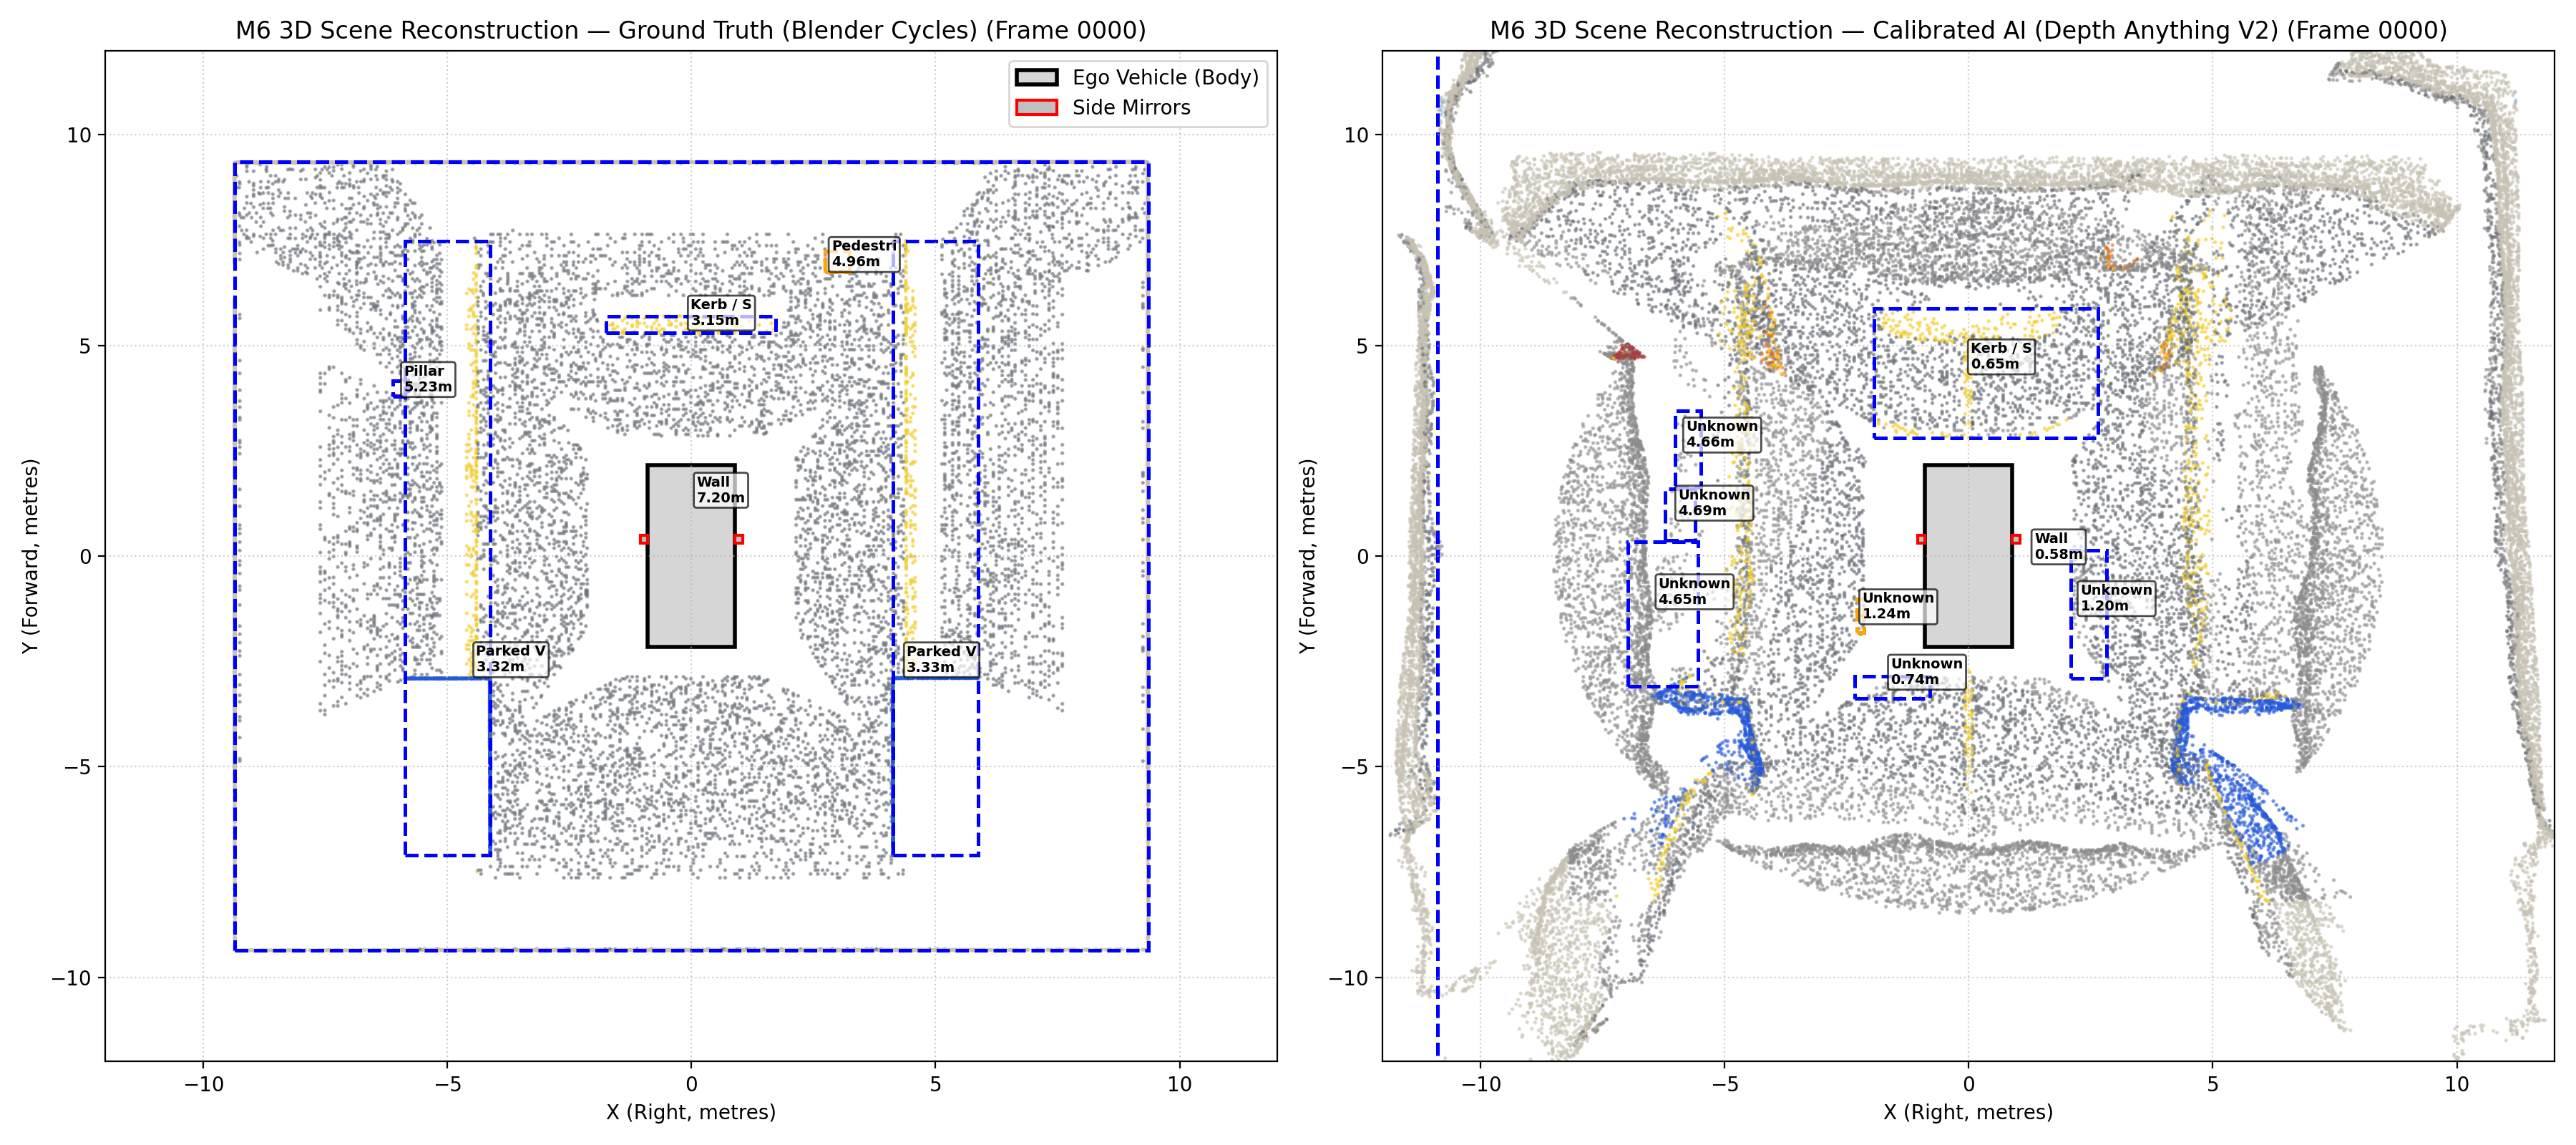 M6 3D Scene Reconstruction — Ground Truth (Blender Cycles) (Frame 0000)
Ego Vehicle (Body)
Side Mirrors
10
5
0
−5
−10
Y (Forward, metres)
Pedestri
4.96m
Kerb / S
3.15m
Pillar
5.23m
Wall
7.20m
Parked V
3.32m
Parked V
3.33m
−10
−5
0
5
10
X (Right, metres)
M6 3D Scene Reconstruction — Calibrated AI (Depth Anything V2) (Frame 0000)
10
5
0
−5
−10
Y (Forward, metres)
Kerb / S
0.65m
Unknown
4.66m
Unknown
4.69m
Wall
0.58m
Unknown
4.65m
Unknown
1.24m
Unknown
1.20m
Unknown
0.74m
−10
−5
0
5
10
X (Right, metres)